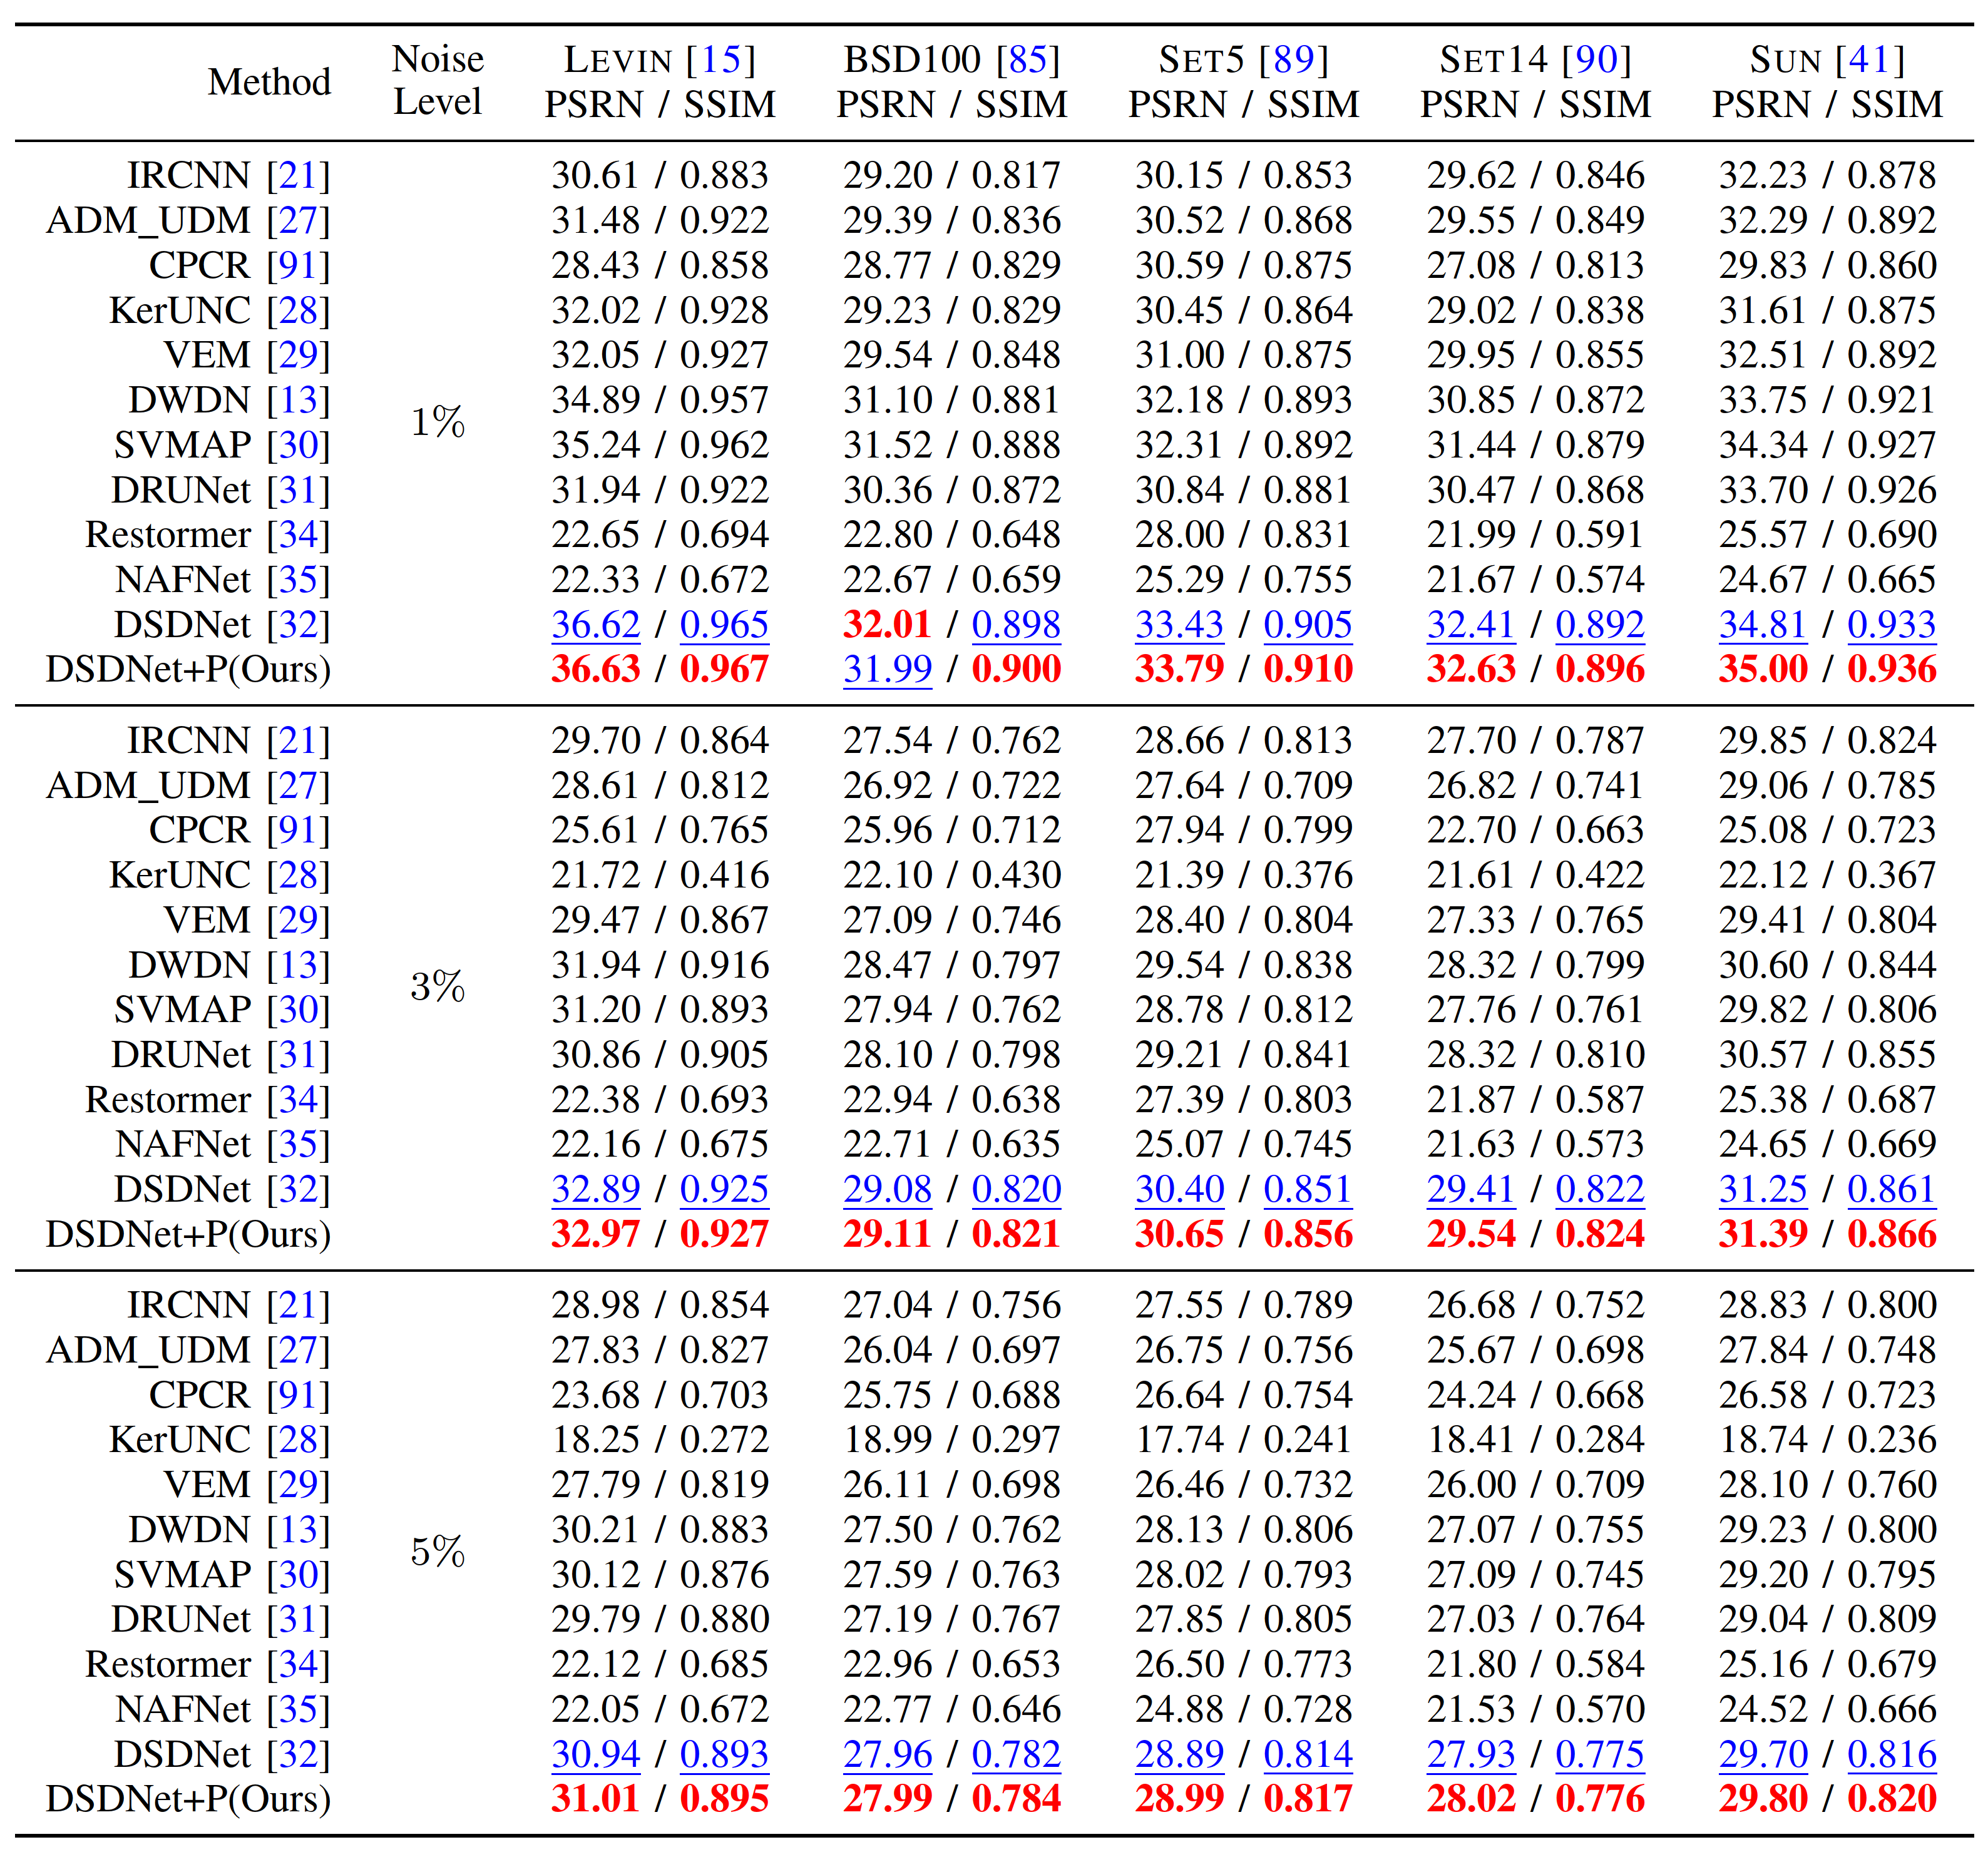 Method Noise Level LEVIN [15] BSD100 [85] SET5 [89] SET14 [90] SUN [41]
PSRN / SSIM PSRN / SSIM PSRN / SSIM PSRN / SSIM PSRN / SSIM
IRCNN [21] 30.61 / 0.883 29.20 / 0.817 30.15 / 0.853 29.62 / 0.846 32.23 / 0.878
ADM_UDM [27] 31.48 / 0.922 29.39 / 0.836 30.52 / 0.868 29.55 / 0.849 32.29 / 0.892
CPCR [91] 28.43 / 0.858 28.77 / 0.829 30.59 / 0.875 27.08 / 0.813 29.83 / 0.860
KerUNC [28] 32.02 / 0.928 29.23 / 0.829 30.45 / 0.864 29.02 / 0.838 31.61 / 0.875
VEM [29] 32.05 / 0.927 29.54 / 0.848 31.00 / 0.875 29.95 / 0.855 32.51 / 0.892
DWDN [13] 34.89 / 0.957 31.10 / 0.881 32.18 / 0.893 30.85 / 0.872 33.75 / 0.921
1%
SVMAP [30] 35.24 / 0.962 31.52 / 0.888 32.31 / 0.892 31.44 / 0.879 34.34 / 0.927
DRUNet [31] 31.94 / 0.922 30.36 / 0.872 30.84 / 0.881 30.47 / 0.868 33.70 / 0.926
Restormer [34] 22.65 / 0.694 22.80 / 0.648 28.00 / 0.831 21.99 / 0.591 25.57 / 0.690
NAFNet [35] 22.33 / 0.672 22.67 / 0.659 25.29 / 0.755 21.67 / 0.574 24.67 / 0.665
DSDNet [32] 36.62 / 0.965 32.01 / 0.898 33.43 / 0.905 32.41 / 0.892 34.81 / 0.933
DSDNet+P(Ours) 36.63 / 0.967 31.99 / 0.900 33.79 / 0.910 32.63 / 0.896 35.00 / 0.936
IRCNN [21] 29.70 / 0.864 27.54 / 0.762 28.66 / 0.813 27.70 / 0.787 29.85 / 0.824
ADM_UDM [27] 28.61 / 0.812 26.92 / 0.722 27.64 / 0.709 26.82 / 0.741 29.06 / 0.785
CPCR [91] 25.61 / 0.765 25.96 / 0.712 27.94 / 0.799 22.70 / 0.663 25.08 / 0.723
KerUNC [28] 21.72 / 0.416 22.10 / 0.430 21.39 / 0.376 21.61 / 0.422 22.12 / 0.367
VEM [29] 29.47 / 0.867 27.09 / 0.746 28.40 / 0.804 27.33 / 0.765 29.41 / 0.804
DWDN [13] 31.94 / 0.916 28.47 / 0.797 29.54 / 0.838 28.32 / 0.799 30.60 / 0.844
3%
SVMAP [30] 31.20 / 0.893 27.94 / 0.762 28.78 / 0.812 27.76 / 0.761 29.82 / 0.806
DRUNet [31] 30.86 / 0.905 28.10 / 0.798 29.21 / 0.841 28.32 / 0.810 30.57 / 0.855
Restormer [34] 22.38 / 0.693 22.94 / 0.638 27.39 / 0.803 21.87 / 0.587 25.38 / 0.687
NAFNet [35] 22.16 / 0.675 22.71 / 0.635 25.07 / 0.745 21.63 / 0.573 24.65 / 0.669
DSDNet [32] 32.89 / 0.925 29.08 / 0.820 30.40 / 0.851 29.41 / 0.822 31.25 / 0.861
DSDNet+P(Ours) 32.97 / 0.927 29.11 / 0.821 30.65 / 0.856 29.54 / 0.824 31.39 / 0.866
IRCNN [21] 28.98 / 0.854 27.04 / 0.756 27.55 / 0.789 26.68 / 0.752 28.83 / 0.800
ADM_UDM [27] 27.83 / 0.827 26.04 / 0.697 26.75 / 0.756 25.67 / 0.698 27.84 / 0.748
CPCR [91] 23.68 / 0.703 25.75 / 0.688 26.64 / 0.754 24.24 / 0.668 26.58 / 0.723
KerUNC [28] 18.25 / 0.272 18.99 / 0.297 17.74 / 0.241 18.41 / 0.284 18.74 / 0.236
VEM [29] 27.79 / 0.819 26.11 / 0.698 26.46 / 0.732 26.00 / 0.709 28.10 / 0.760
DWDN [13] 30.21 / 0.883 27.50 / 0.762 28.13 / 0.806 27.07 / 0.755 29.23 / 0.800
5%
SVMAP [30] 30.12 / 0.876 27.59 / 0.763 28.02 / 0.793 27.09 / 0.745 29.20 / 0.795
DRUNet [31] 29.79 / 0.880 27.19 / 0.767 27.85 / 0.805 27.03 / 0.764 29.04 / 0.809
Restormer [34] 22.12 / 0.685 22.96 / 0.653 26.50 / 0.773 21.80 / 0.584 25.16 / 0.679
NAFNet [35] 22.05 / 0.672 22.77 / 0.646 24.88 / 0.728 21.53 / 0.570 24.52 / 0.666
DSDNet [32] 30.94 / 0.893 27.96 / 0.782 28.89 / 0.814 27.93 / 0.775 29.70 / 0.816
DSDNet+P(Ours) 31.01 / 0.895 27.99 / 0.784 28.99 / 0.817 28.02 / 0.776 29.80 / 0.820